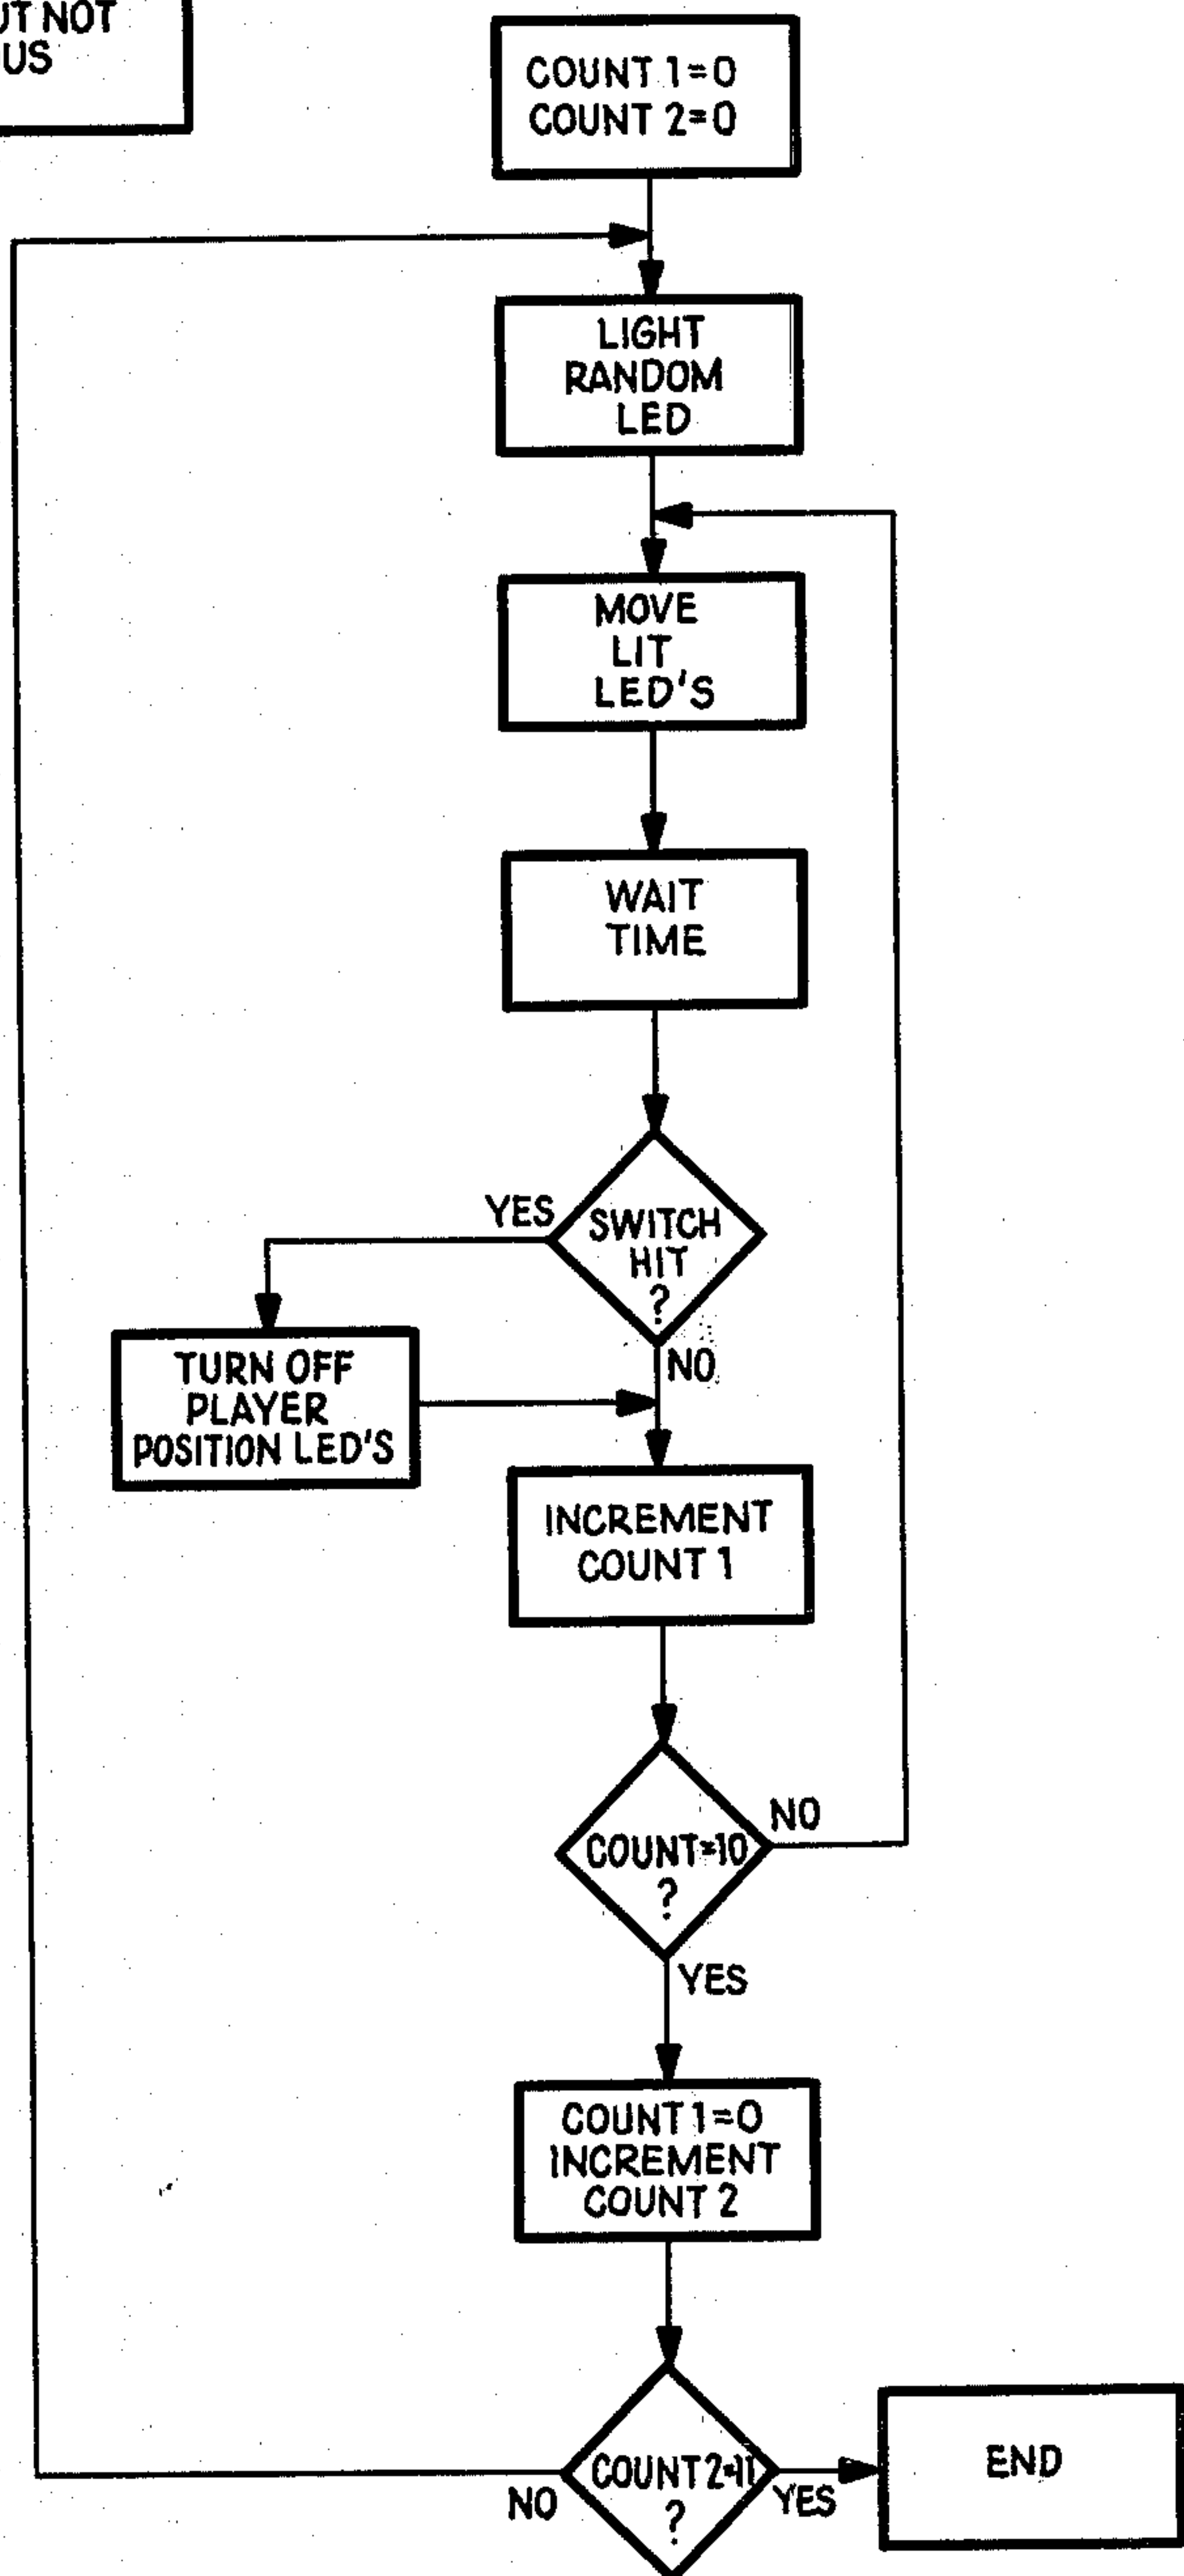 UT NOT
US
COUNT 1=0
COUNT 2=0
LIGHT
RANDOM
LED
MOVE
LIT
LED'S
WAIT
TIME
YES
SWITCH
HIT
?
NO
TURN OFF
PLAYER
POSITION LED'S
INCREMENT
COUNT 1
NO
COUNT=10
?
YES
COUNT 1=0
INCREMENT
COUNT 2
COUNT 2=11
?
NO
YES
END